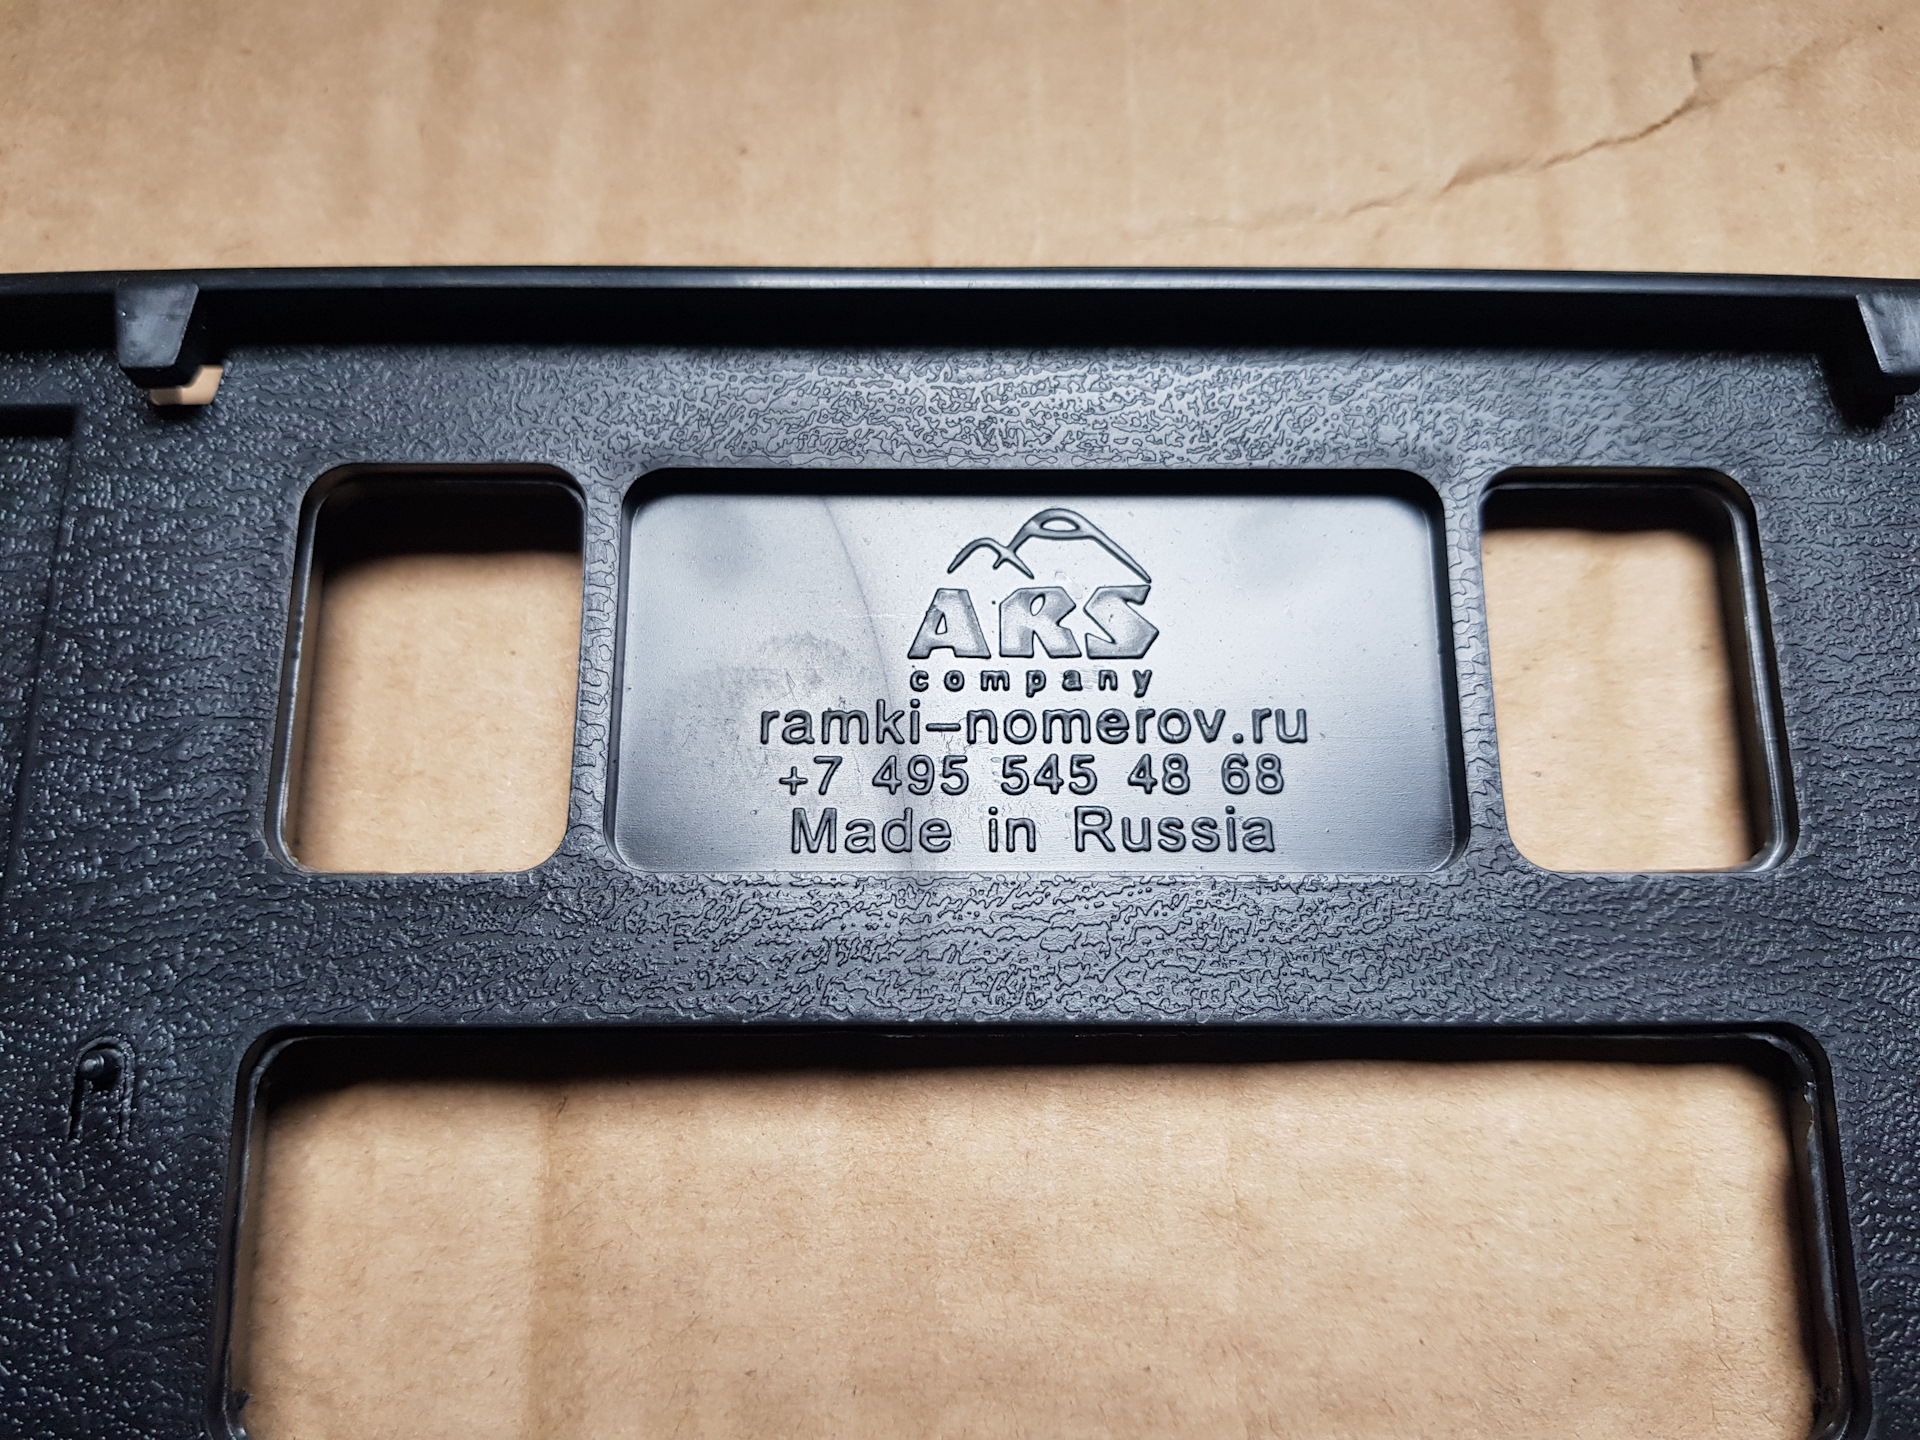 ARS
company
ramki-nomerov.ru
+7 495 545 48 68
Made in Russia